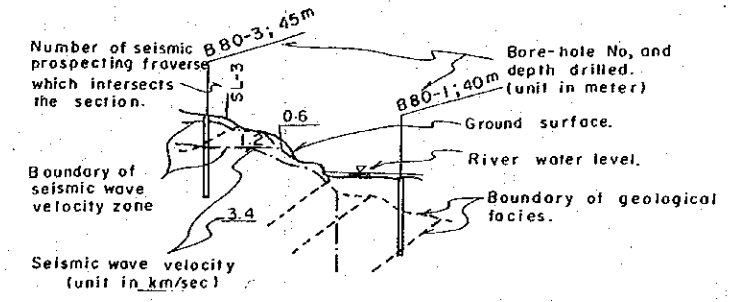 Number of seismic
prospecting traverse
which intersects
the section.
B80-3; 45m
SL-3
Bore-hole No, and
depth drilled.
(unit in meter)
B80-1; 40m
0.6
Ground surface.
1.2
River water level.
Boundary of
seismic wave
velocity zone
Boundary of geological
facies.
3.4
Seismic wave velocity
(unit in km/sec)